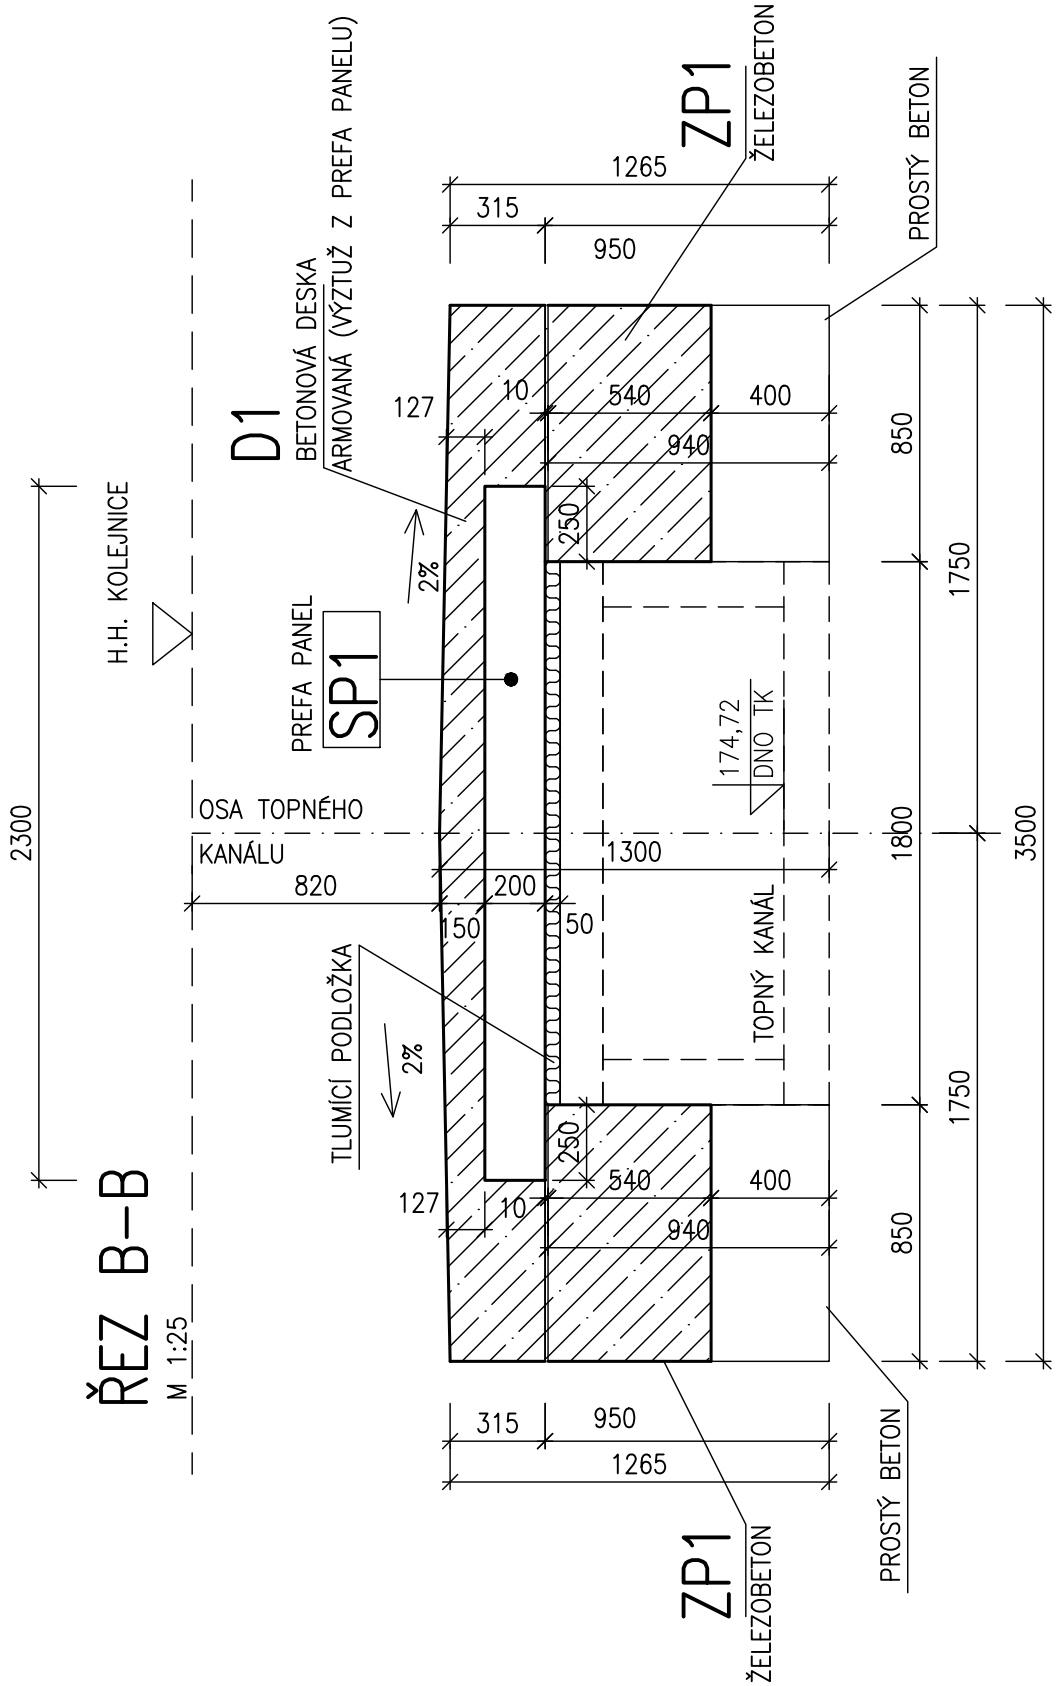 ŘEZ B-B
M 1:25
2300
H.H. KOLEJNICE
D1
BETONOVÁ DESKA
ARMOVANÁ (VÝZTUŽ Z PREFA PANELU)
PREFA PANEL
SP1
OSA TOPNÉHO
KANÁLU
TLUMÍCÍ PODLOŽKA
2%
2%
820
150
200
50
1300
127
10
127
10
315
950
1265
315
950
1265
250
250
540
400
940
540
400
940
174,72
DNO TK
TOPNÝ KANÁL
ZP1
ŽELEZOBETON
ZP1
ŽELEZOBETON
PROSTÝ BETON
PROSTÝ BETON
850
1800
850
1750
1750
3500